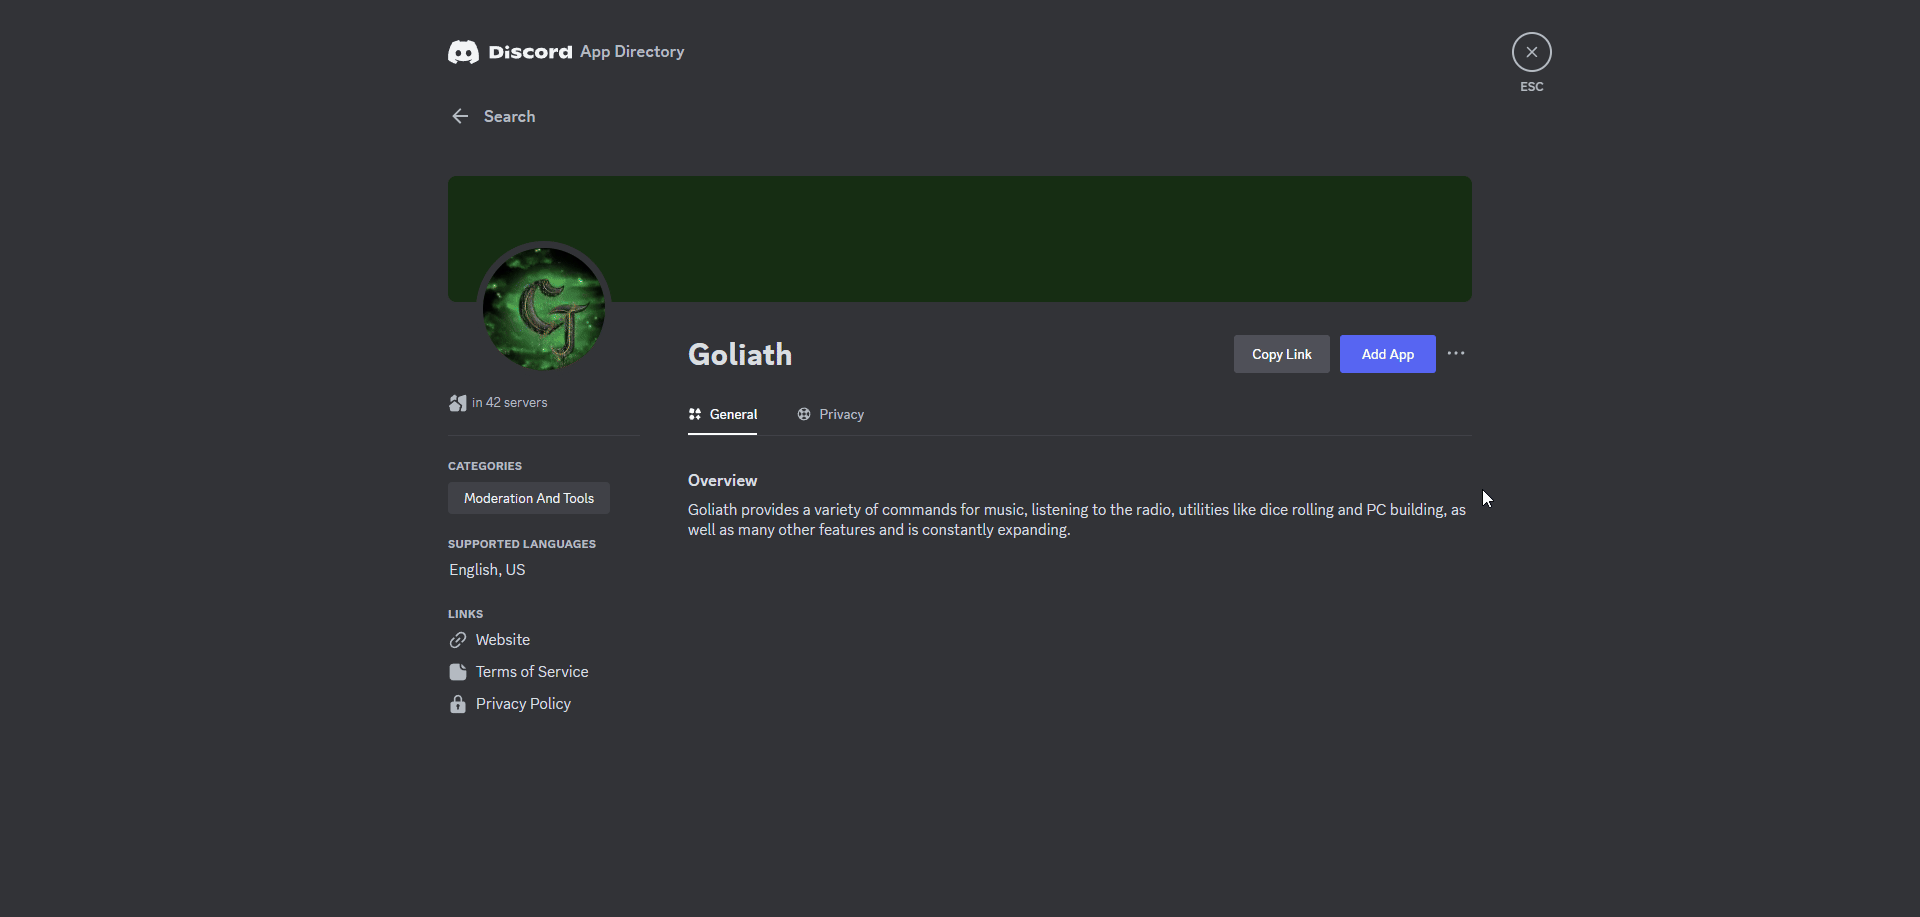 Discord App Directory
ESC
Search
Goliath
Copy Link
Add App
in 42 servers
General
Privacy
CATEGORIES
Moderation And Tools
SUPPORTED LANGUAGES
English, US
LINKS
Website
Terms of Service
Privacy Policy
Overview
Goliath provides a variety of commands for music, listening to the radio, utilities like dice rolling and PC building, as
well as many other features and is constantly expanding.